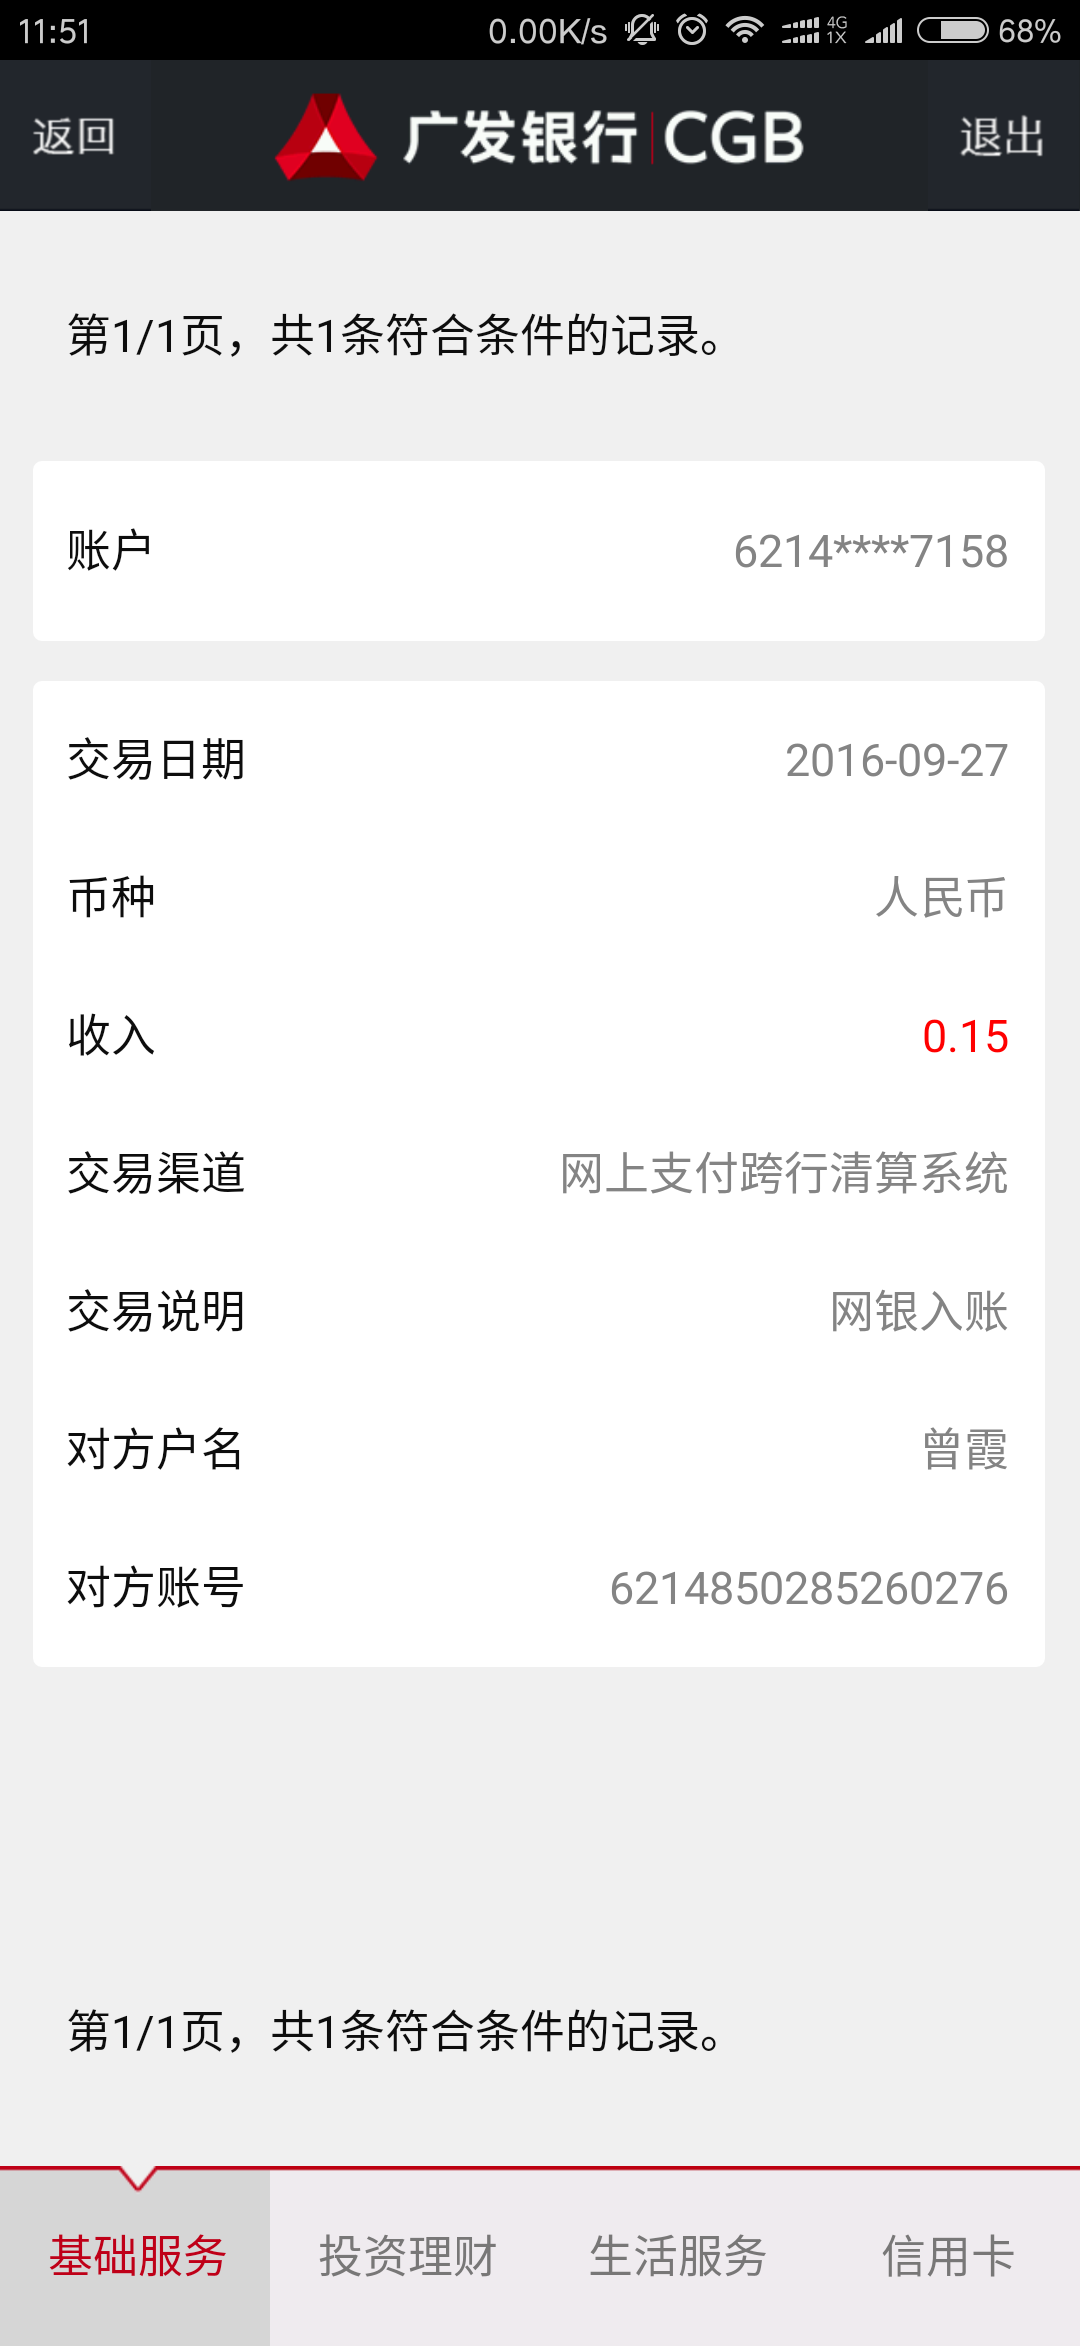 11:51 0.00K/s 4G 1X 68%
返回 广发银行 CGB 退出
第1/1页，共1条符合条件的记录。
账户 6214****7158
交易日期 2016-09-27
币种 人民币
收入 0.15
交易渠道 网上支付跨行清算系统
交易说明 网银入账
对方户名 曾霞
对方账号 6214850285260276
第1/1页，共1条符合条件的记录。
基础服务 投资理财 生活服务 信用卡